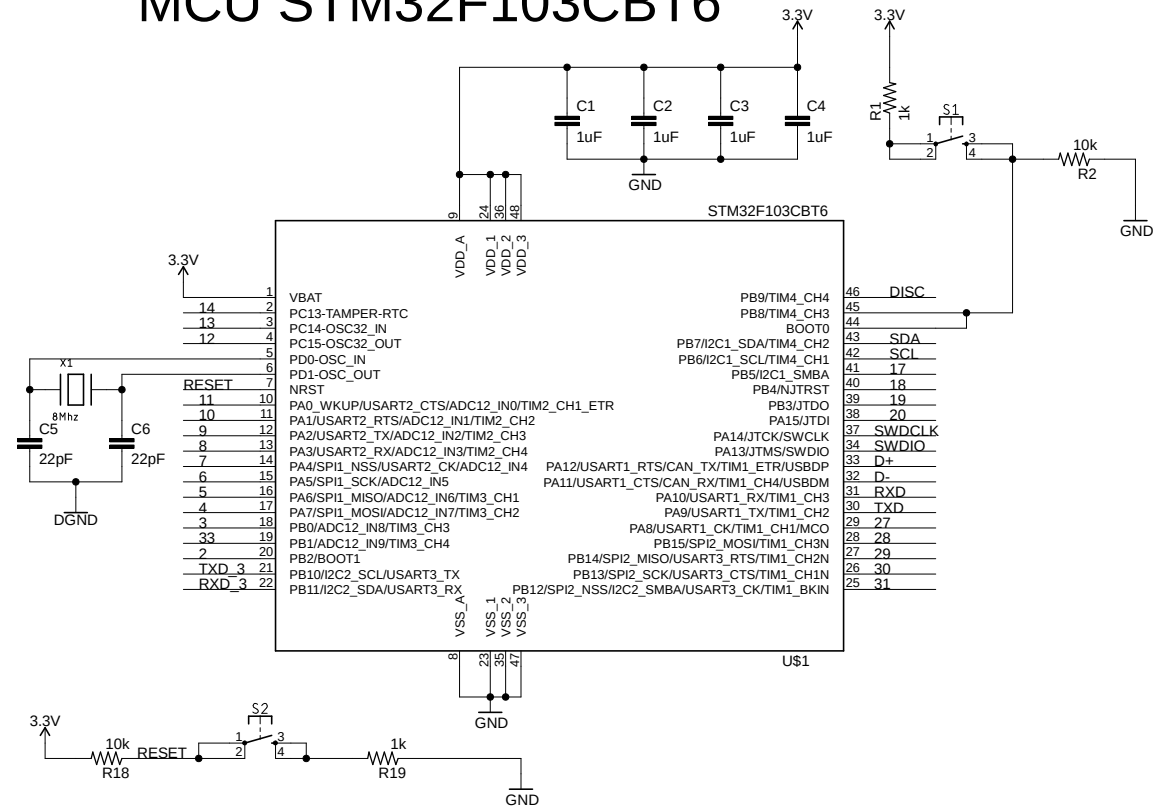 MCU STM32F103CBT6
3.3V
3.3V
C1
C2
C3
C4
1uF
1uF
1uF
1uF
R1
1k
S1
1
2
3
4
10k
R2
GND
GND
STM32F103CBT6
9
24
36
48
VDD_A
VDD_1
VDD_2
VDD_3
3.3V
1 VBAT
14 2 PC13-TAMPER-RTC
13 3 PC14-OSC32_IN
12 4 PC15-OSC32_OUT
5 PD0-OSC_IN
6 PD1-OSC_OUT
RESET 7 NRST
11 10 PA0_WKUP/USART2_CTS/ADC12_IN0/TIM2_CH1_ETR
10 11 PA1/USART2_RTS/ADC12_IN1/TIM2_CH2
9 12 PA2/USART2_TX/ADC12_IN2/TIM2_CH3
8 13 PA3/USART2_RX/ADC12_IN3/TIM2_CH4
7 14 PA4/SPI1_NSS/USART2_CK/ADC12_IN4
6 15 PA5/SPI1_SCK/ADC12_IN5
5 16 PA6/SPI1_MISO/ADC12_IN6/TIM3_CH1
4 17 PA7/SPI1_MOSI/ADC12_IN7/TIM3_CH2
3 18 PB0/ADC12_IN8/TIM3_CH3
33 19 PB1/ADC12_IN9/TIM3_CH4
2 20 PB2/BOOT1
TXD_3 21 PB10/I2C2_SCL/USART3_TX
RXD_3 22 PB11/I2C2_SDA/USART3_RX
PB9/TIM4_CH4 46 DISC
PB8/TIM4_CH3 45
BOOT0 44
PB7/I2C1_SDA/TIM4_CH2 43 SDA
PB6/I2C1_SCL/TIM4_CH1 42 SCL
PB5/I2C1_SMBA 41 17
PB4/NJTRST 40 18
PB3/JTDO 39 19
PA15/JTDI 38 20
PA14/JTCK/SWCLK 37 SWDCLK
PA13/JTMS/SWDIO 34 SWDIO
PA12/USART1_RTS/CAN_TX/TIM1_ETR/USBDP 33 D+
PA11/USART1_CTS/CAN_RX/TIM1_CH4/USBDM 32 D-
PA10/USART1_RX/TIM1_CH3 31 RXD
PA9/USART1_TX/TIM1_CH2 30 TXD
PA8/USART1_CK/TIM1_CH1/MCO 29 27
PB15/SPI2_MOSI/TIM1_CH3N 28 28
PB14/SPI2_MISO/USART3_RTS/TIM1_CH2N 27 29
PB13/SPI2_SCK/USART3_CTS/TIM1_CH1N 26 30
PB12/SPI2_NSS/I2C2_SMBA/USART3_CK/TIM1_BKIN 25 31
X1
8Mhz
C5
22pF
C6
22pF
DGND
VSS_A
VSS_1
VSS_2
VSS_3
8
23
35
47
U$1
GND
3.3V
10k
R18
RESET
S2
1
2
3
4
1k
R19
GND